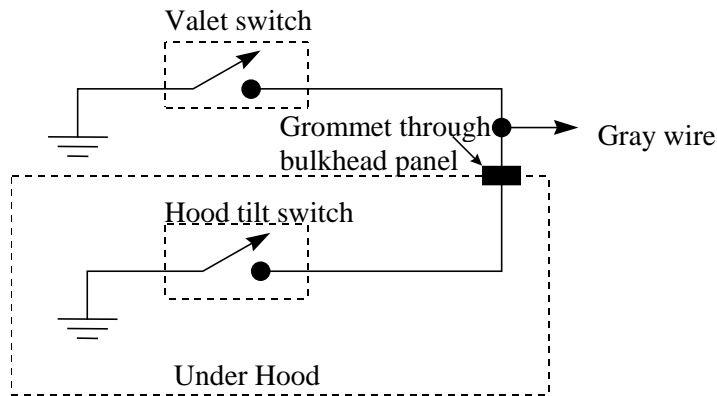 Valet switch
Grommet through
bulkhead panel
Gray wire
Hood tilt switch
Under Hood